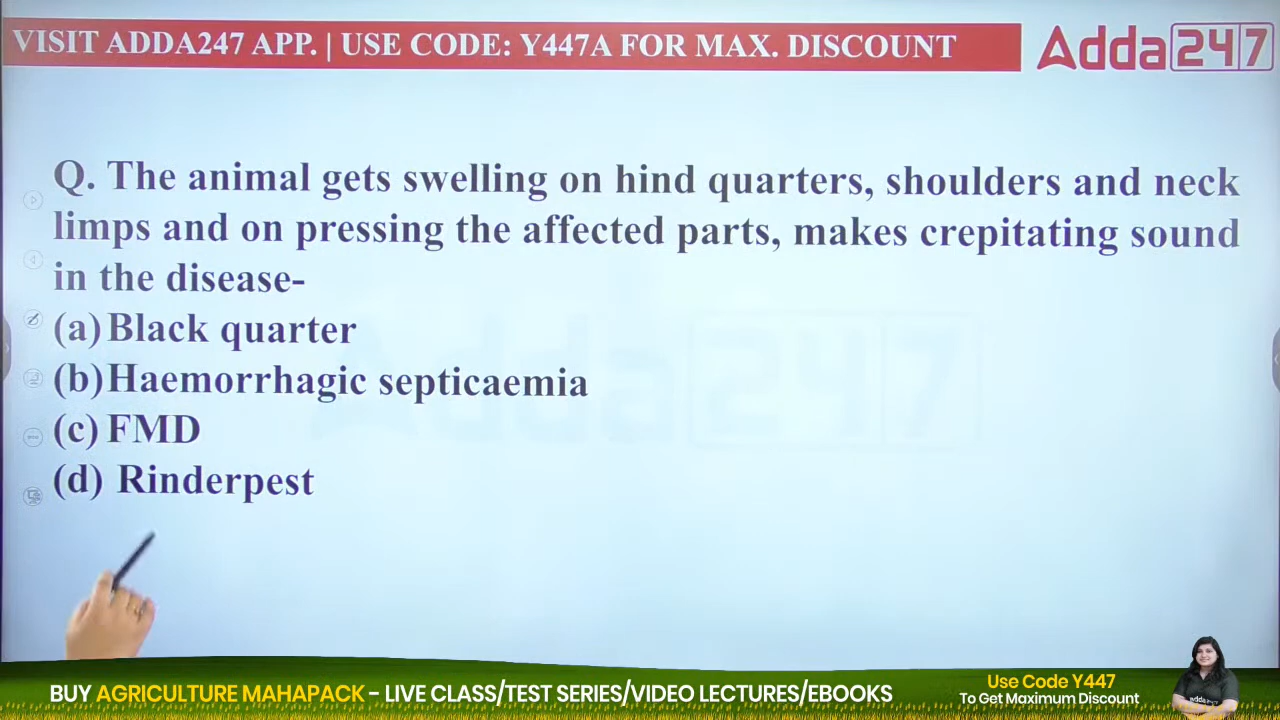 VISIT ADDA247 APP. | USE CODE: Y447A FOR MAX. DISCOUNT
Adda247
Q. The animal gets swelling on hind quarters, shoulders and neck
limps and on pressing the affected parts, makes crepitating sound
in the disease-
(a) Black quarter
(b) Haemorrhagic septicaemia
(c) FMD
(d) Rinderpest
Adda247
BUY AGRICULTURE MAHAPACK – LIVE CLASS/TEST SERIES/VIDEO LECTURES/EBOOKS
Use Code Y447
To Get Maximum Discount